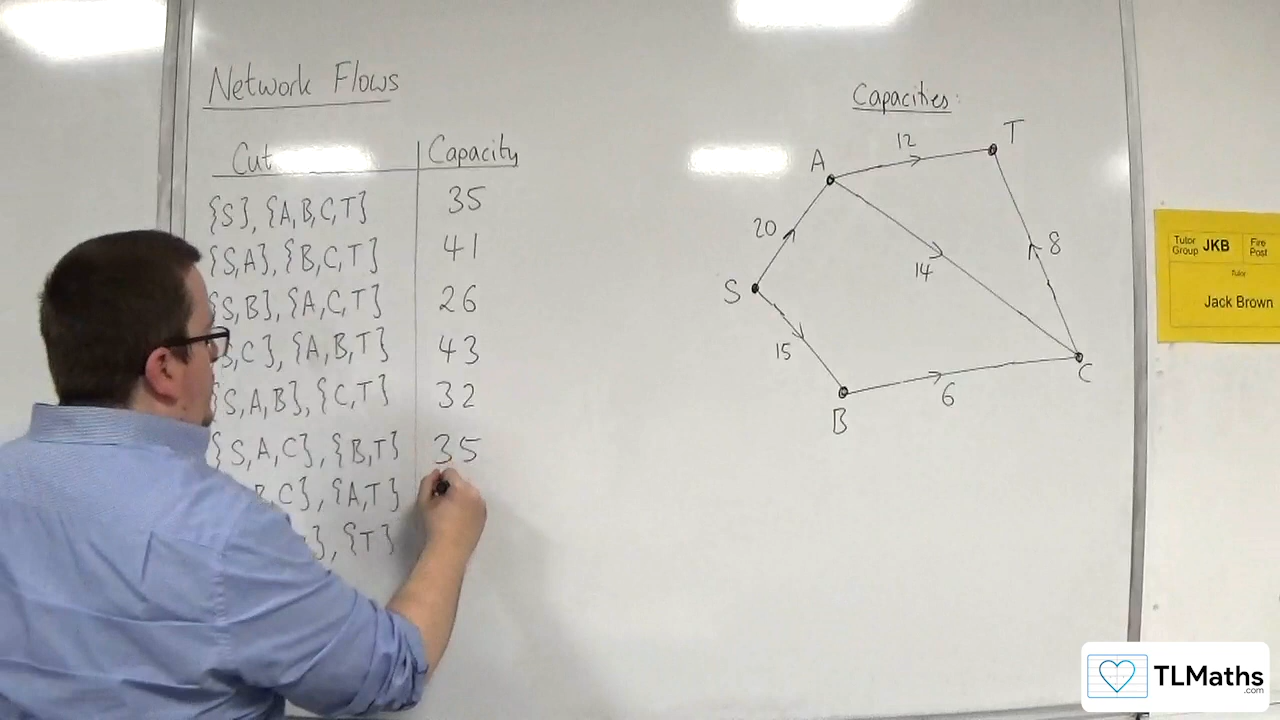 Network Flows
Cut
Capacity
{S}, {A,B,C,T}
35
{S,A}, {B,C,T}
41
{S,B}, {A,C,T}
26
,C}, {A,B,T}
43
{S,A,B}, {C,T}
32
{S,A,C}, {B,T}
35
B,C}, {A,T}
}, {T}
Capacities:
12
T
A
20
8
14
S
15
C
6
B
Tutor Group JKB
Fire Post
Tutor
Jack Brown
TLMaths
.com